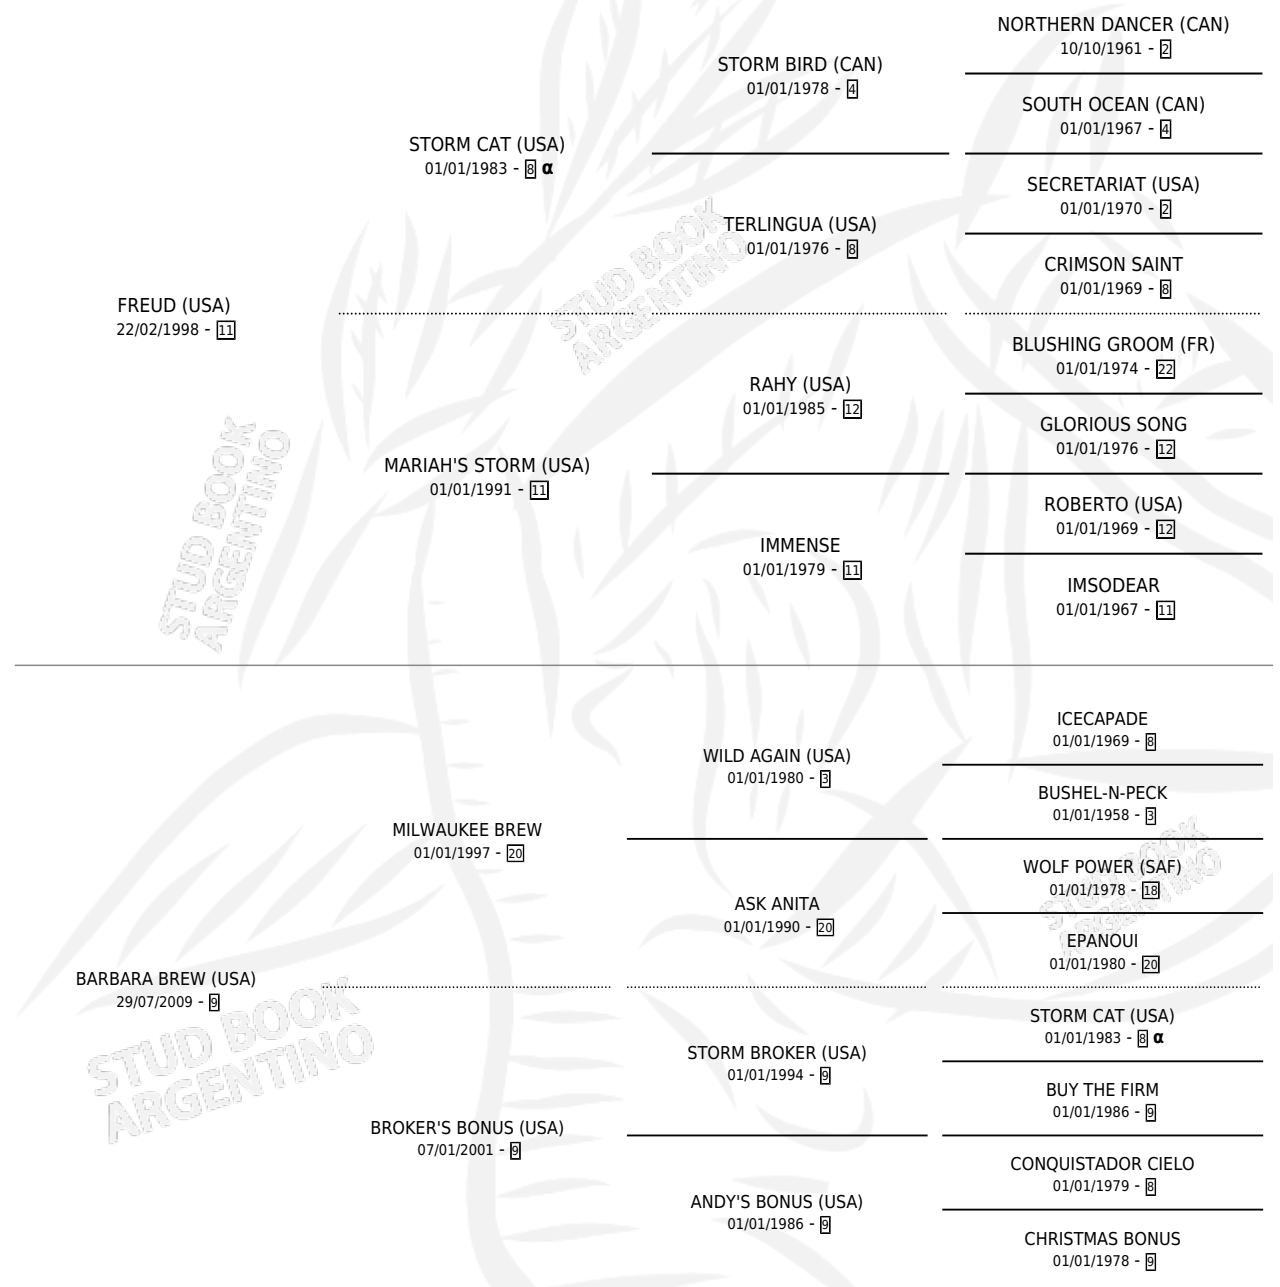 NORTHERN DANCER (CAN)
10/10/1961 - 2
STORM BIRD (CAN)
01/01/1978 - 4
SOUTH OCEAN (CAN)
01/01/1967 - 4
STORM CAT (USA)
01/01/1983 - 8 α
SECRETARIAT (USA)
01/01/1970 - 2
TERLINGUA (USA)
01/01/1976 - 8
CRIMSON SAINT
01/01/1969 - 8
FREUD (USA)
22/02/1998 - 11
BLUSHING GROOM (FR)
01/01/1974 - 22
RAHY (USA)
01/01/1985 - 12
GLORIOUS SONG
01/01/1976 - 12
MARIAH'S STORM (USA)
01/01/1991 - 11
ROBERTO (USA)
01/01/1969 - 12
IMMENSE
01/01/1979 - 11
IMSODEAR
01/01/1967 - 11
ICECAPADE
01/01/1969 - 8
WILD AGAIN (USA)
01/01/1980 - 3
BUSHEL-N-PECK
01/01/1958 - 3
MILWAUKEE BREW
01/01/1997 - 20
WOLF POWER (SAF)
01/01/1978 - 18
ASK ANITA
01/01/1990 - 20
EPANOUI
01/01/1980 - 20
BARBARA BREW (USA)
29/07/2009 - 9
STORM CAT (USA)
01/01/1983 - 8 α
STORM BROKER (USA)
01/01/1994 - 9
BUY THE FIRM
01/01/1986 - 9
BROKER'S BONUS (USA)
07/01/2001 - 9
CONQUISTADOR CIELO
01/01/1979 - 8
ANDY'S BONUS (USA)
01/01/1986 - 9
CHRISTMAS BONUS
01/01/1978 - 9
STUD BOOK
ARGENTINO
STUD BOOK
ARGENTINO
STUD BOOK
ARGENTINO
STUD BOOK
ARGENTINO